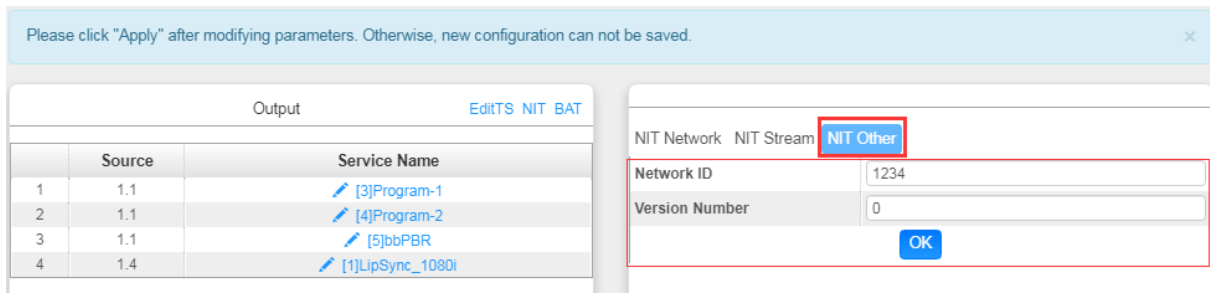 Please click "Apply" after modifying parameters. Otherwise, new configuration can not be saved. ×
Output EditTS NIT BAT
Source Service Name
1 1.1 [3]Program-1
2 1.1 [4]Program-2
3 1.1 [5]bbPBR
4 1.4 [1]LipSync_1080i
NIT Network NIT Stream NIT Other
Network ID 1234
Version Number 0
OK